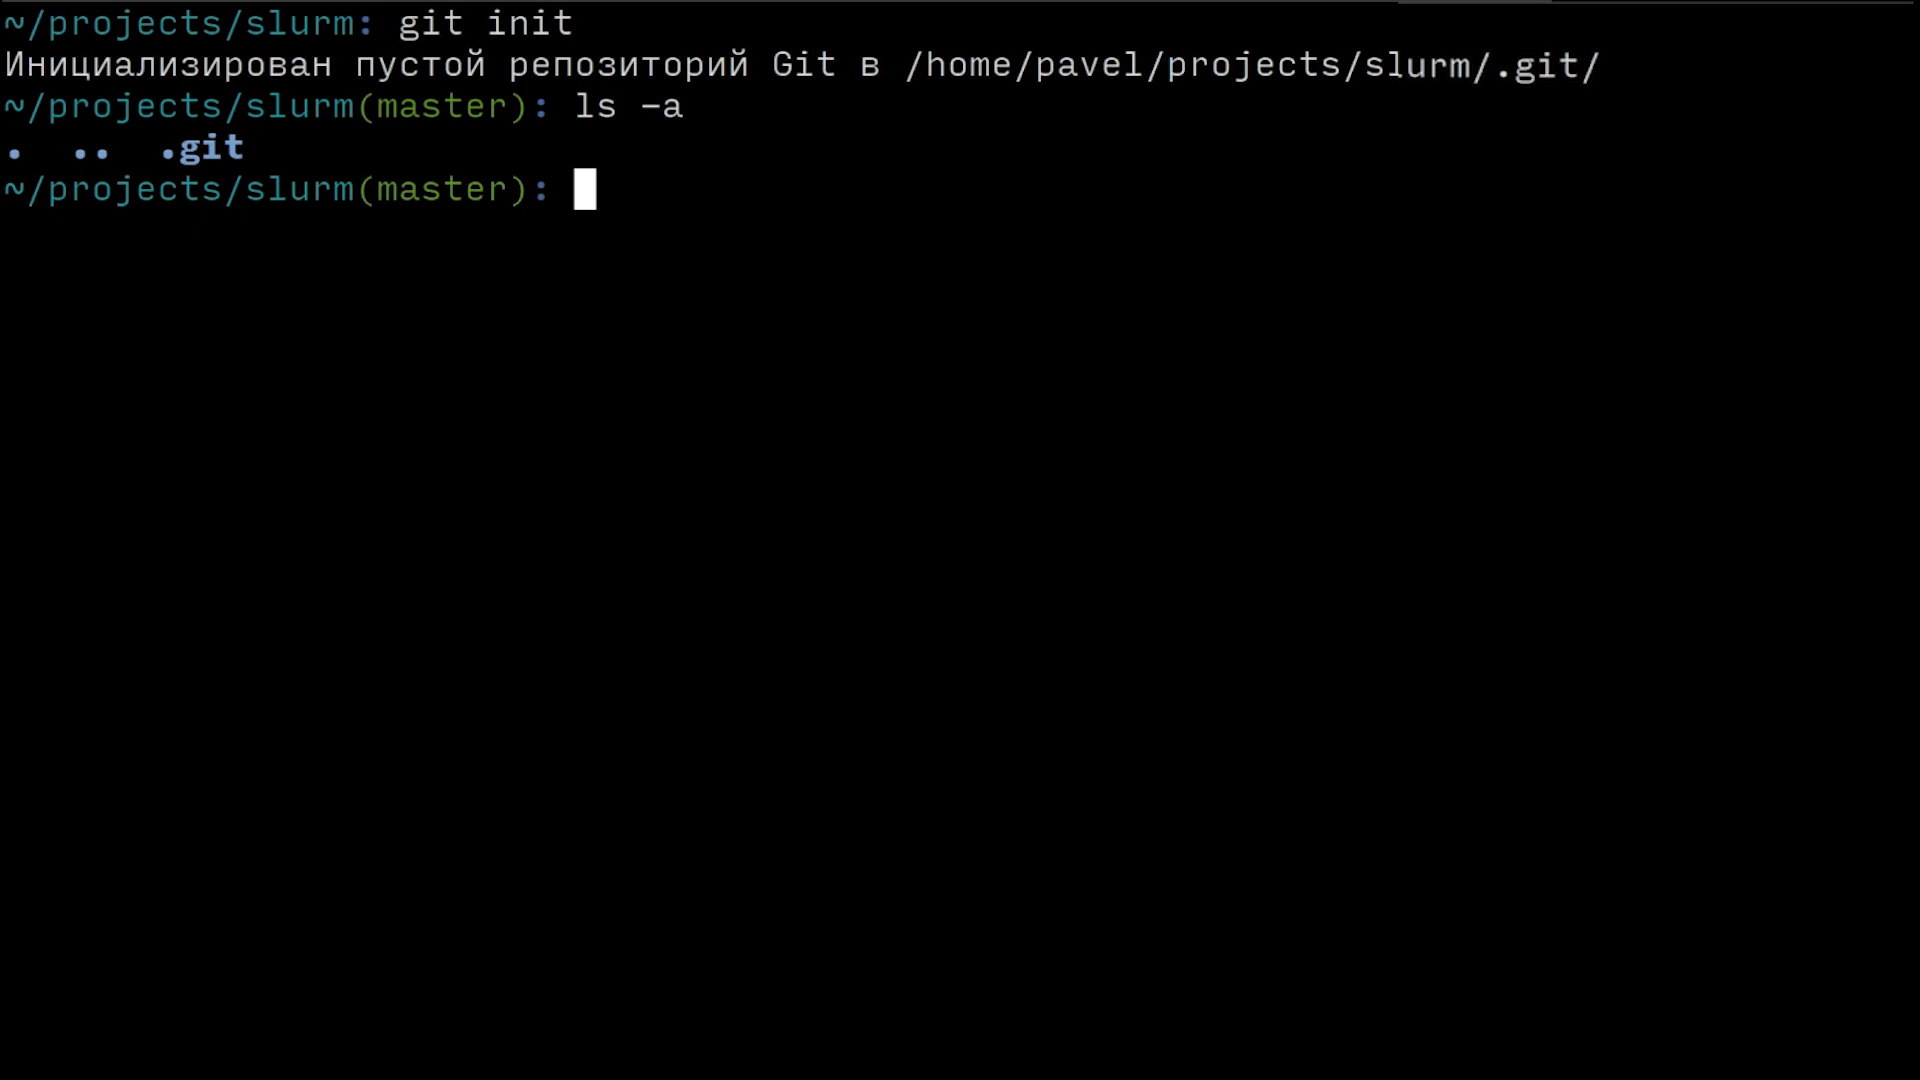 ~/projects/slurm: git init
Инициализирован пустой репозиторий Git в /home/pavel/projects/slurm/.git/
~/projects/slurm(master): ls -a
.  ..  .git
~/projects/slurm(master):